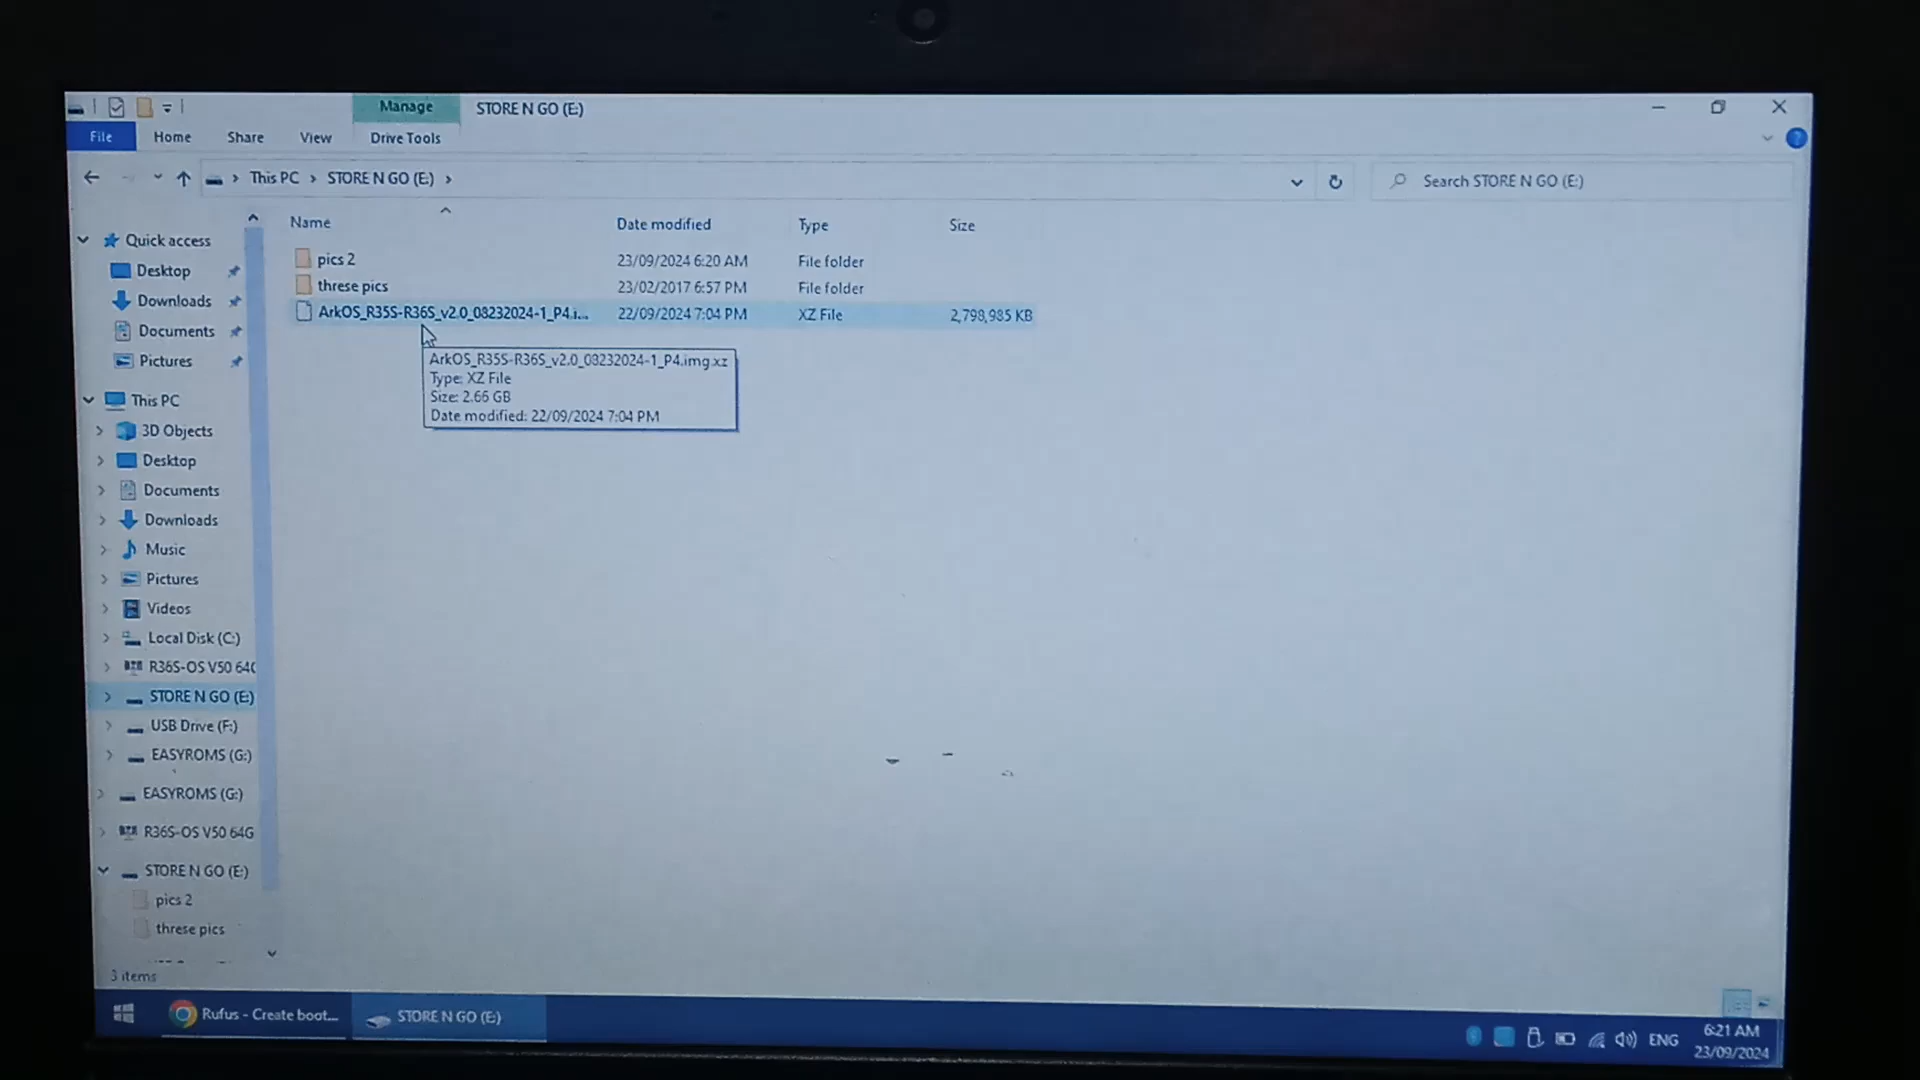 Manage
STORE N GO (E:)
File
Home
Share
View
Drive Tools
This PC
STORE N GO (E:)
Search STORE N GO (E:)
Name
Date modified
Type
Size
pics 2
23/09/2024 6:20 AM
File folder
threse pics
23/02/2017 6:57 PM
File folder
ArkOS_R35S-R36S_v2.0_08232024-1_P4.i...
22/09/2024 7:04 PM
XZ File
2,798,985 KB
ArkOS_R35S-R36S_v2.0_08232024-1_P4.img.xz
Type: XZ File
Size: 2.66 GB
Date modified: 22/09/2024 7:04 PM
Quick access
Desktop
Downloads
Documents
Pictures
This PC
3D Objects
Desktop
Documents
Downloads
Music
Pictures
Videos
Local Disk (C:)
R36S-OS V50 64G
STORE N GO (E:)
USB Drive (F:)
EASYROMS (G:)
EASYROMS (G:)
R36S-OS V50 64G
STORE N GO (E:)
pics 2
threse pics
3 items
Rufus - Create boot...
STORE N GO (E:)
ENG
6:21 AM
23/09/2024